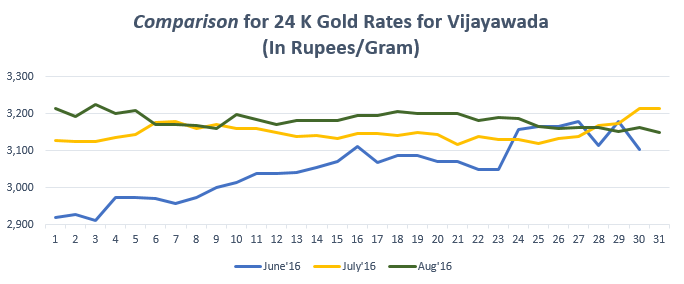 Comparison for 24 K Gold Rates for Vijayawada
(In Rupees/Gram)
3,300
3,200
3,100
3,000
2,900
1 2 3 4 5 6 7 8 9 10 11 12 13 14 15 16 17 18 19 20 21 22 23 24 25 26 27 28 29 30 31
June'16 July'16 Aug'16